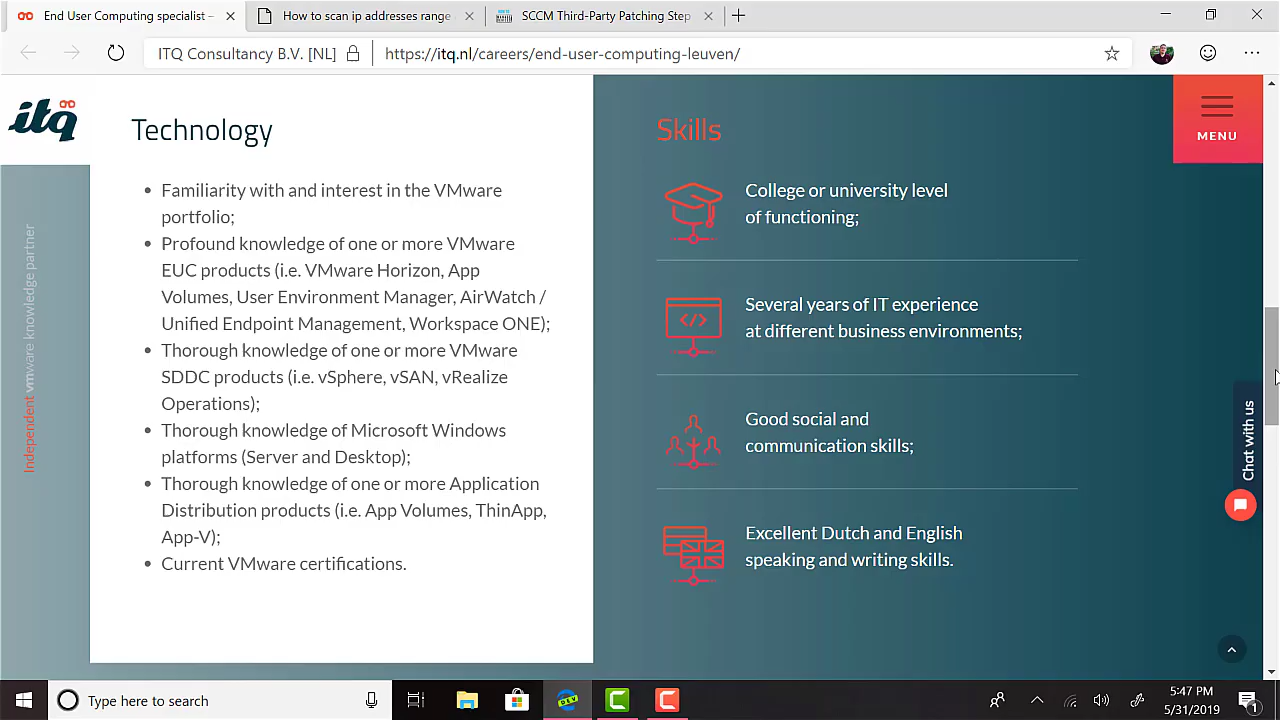 End User Computing specialist –
How to scan ip addresses range
SCCM Third-Party Patching Step
ITQ Consultancy B.V. [NL]
https://itq.nl/careers/end-user-computing-leuven/
itq
MENU
Independent vmware knowledge partner
Technology
Familiarity with and interest in the VMware
portfolio;
Profound knowledge of one or more VMware
EUC products (i.e. VMware Horizon, App
Volumes, User Environment Manager, AirWatch /
Unified Endpoint Management, Workspace ONE);
Thorough knowledge of one or more VMware
SDDC products (i.e. vSphere, vSAN, vRealize
Operations);
Thorough knowledge of Microsoft Windows
platforms (Server and Desktop);
Thorough knowledge of one or more Application
Distribution products (i.e. App Volumes, ThinApp,
App-V);
Current VMware certifications.
Skills
College or university level
of functioning;
Several years of IT experience
at different business environments;
Good social and
communication skills;
Excellent Dutch and English
speaking and writing skills.
Chat with us
Type here to search
DEV
5:47 PM
5/31/2019
1